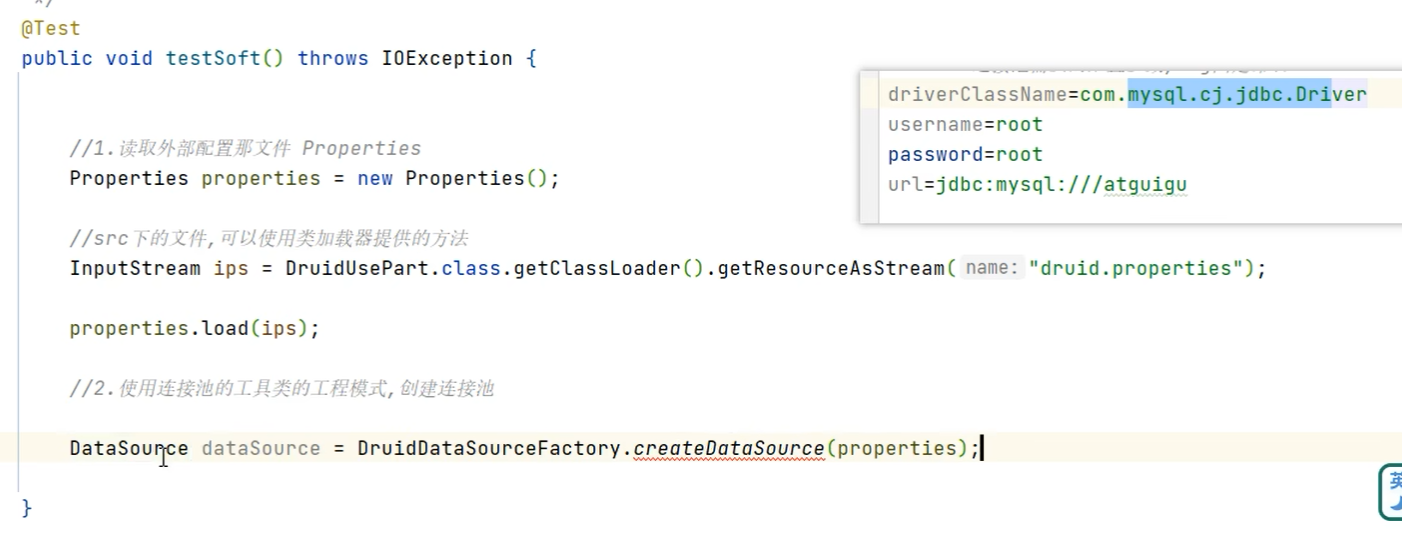 */
@Test
public void testSoft() throws IOException {
//1.读取外部配置那文件 Properties
Properties properties = new Properties();
//src下的文件,可以使用类加载器提供的方法
InputStream ips = DruidUsePart.class.getClassLoader().getResourceAsStream( name: "druid.properties");
properties.load(ips);
//2.使用连接池的工具类的工程模式,创建连接池
DataSource dataSource = DruidDataSourceFactory.createDataSource(properties);
}
driverClassName=com.mysql.cj.jdbc.Driver
username=root
password=root
url=jdbc:mysql:///atguigu
英